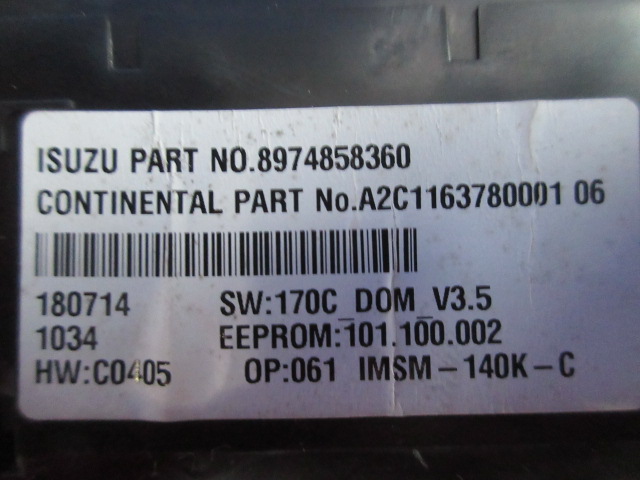 ISUZU PART NO.8974858360
CONTINENTAL PART No.A2C1163780001 06
180714 SW:170C_DOM_V3.5
1034 EEPROM:101.100.002
HW:C0405 OP:061 IMSM-140K-C